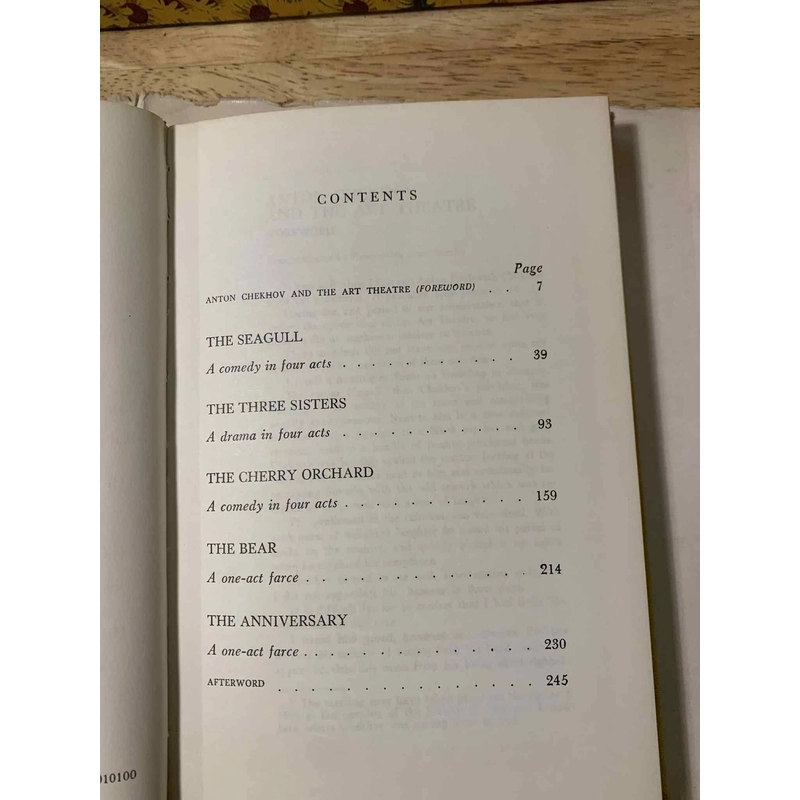 CONTENTS
Page
ANTON CHEKHOV AND THE ART THEATRE (FOREWORD) . . 7
THE SEAGULL
A comedy in four acts . . . . . . . . . . . 39
THE THREE SISTERS
A drama in four acts . . . . . . . . . . . 93
THE CHERRY ORCHARD
A comedy in four acts . . . . . . . . . . . 159
THE BEAR
A one-act farce . . . . . . . . . . . . . 214
THE ANNIVERSARY
A one-act farce . . . . . . . . . . . . . 230
AFTERWORD . . . . . . . . . . . . . . . 245
010100